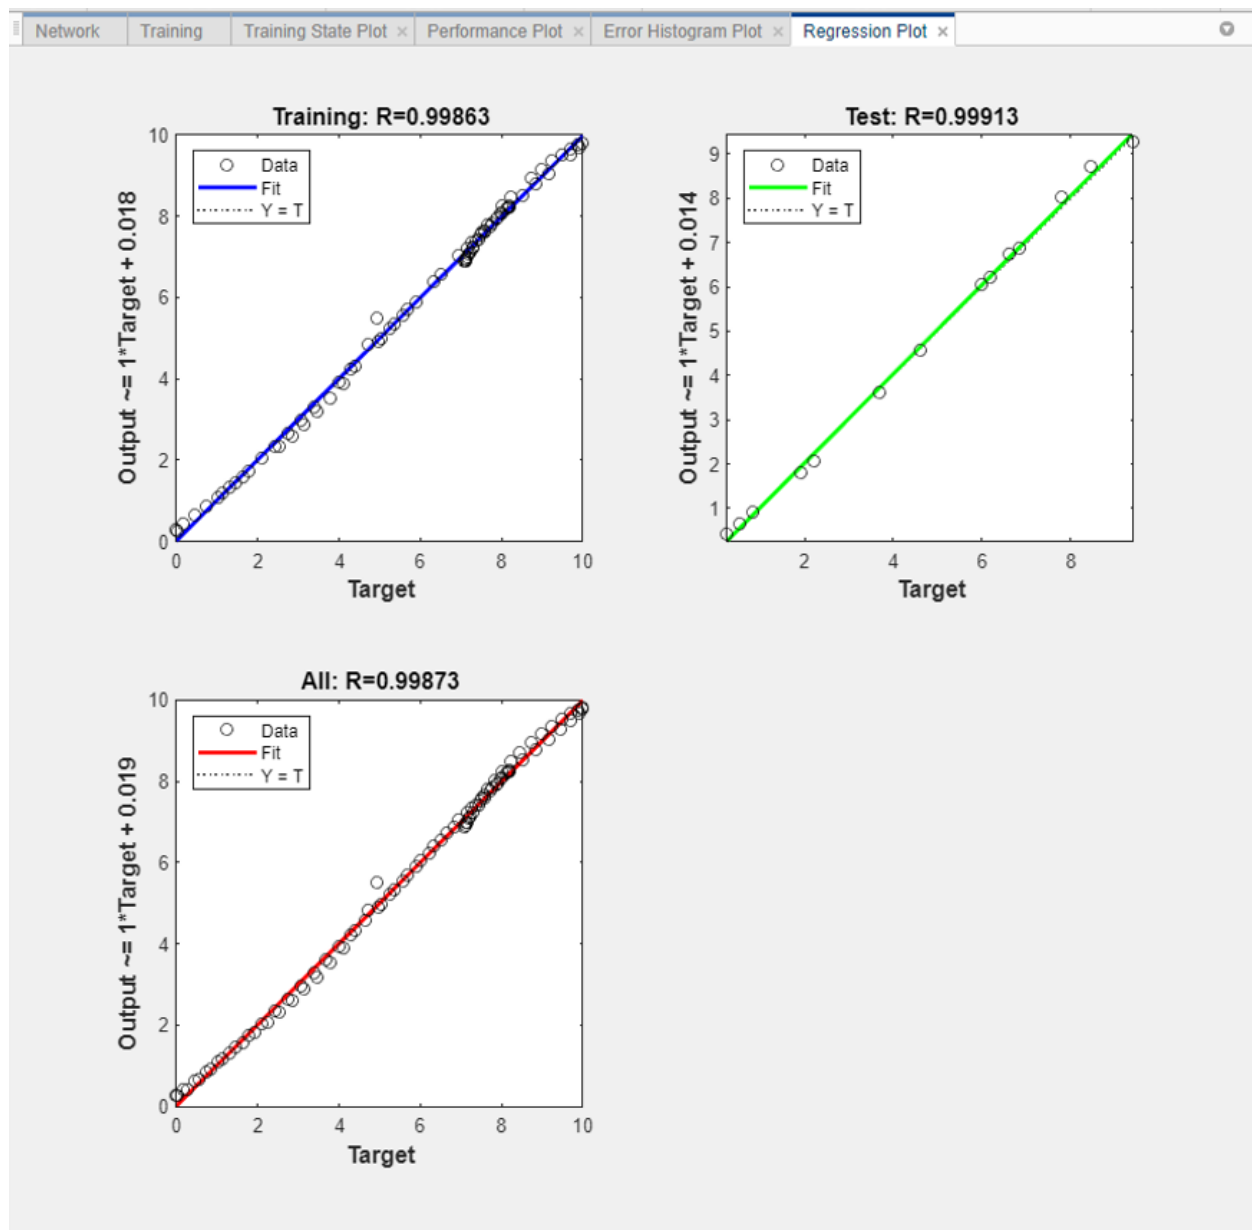 Network Training Training State Plot × Performance Plot × Error Histogram Plot × Regression Plot ×
Training: R=0.99863
Output ~= 1*Target + 0.018
10
8
6
4
2
0
Data
Fit
Y = T
0 2 4 6 8 10
Target
Test: R=0.99913
Output ~= 1*Target + 0.014
9
8
7
6
5
4
3
2
1
Data
Fit
Y = T
2 4 6 8
Target
All: R=0.99873
Output ~= 1*Target + 0.019
10
8
6
4
2
0
Data
Fit
Y = T
0 2 4 6 8 10
Target